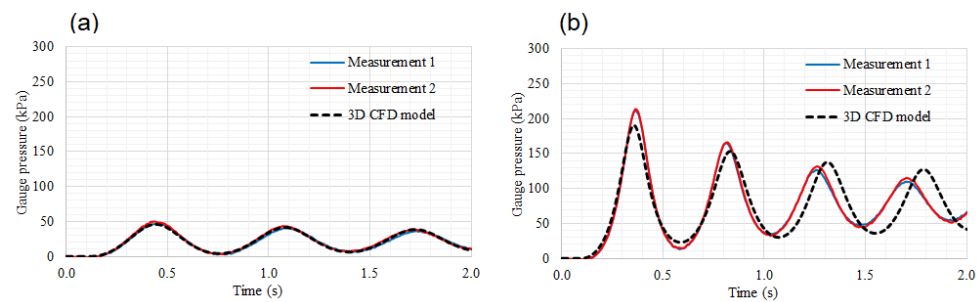 (a)
300
250
200
150
100
50
0
Gauge pressure (kPa)
Measurement 1
Measurement 2
3D CFD model
0.0 0.5 1.0 1.5 2.0
Time (s)
(b)
300
250
200
150
100
50
0
Gauge pressure (kPa)
Measurement 1
Measurement 2
3D CFD model
0.0 0.5 1.0 1.5 2.0
Time (s)